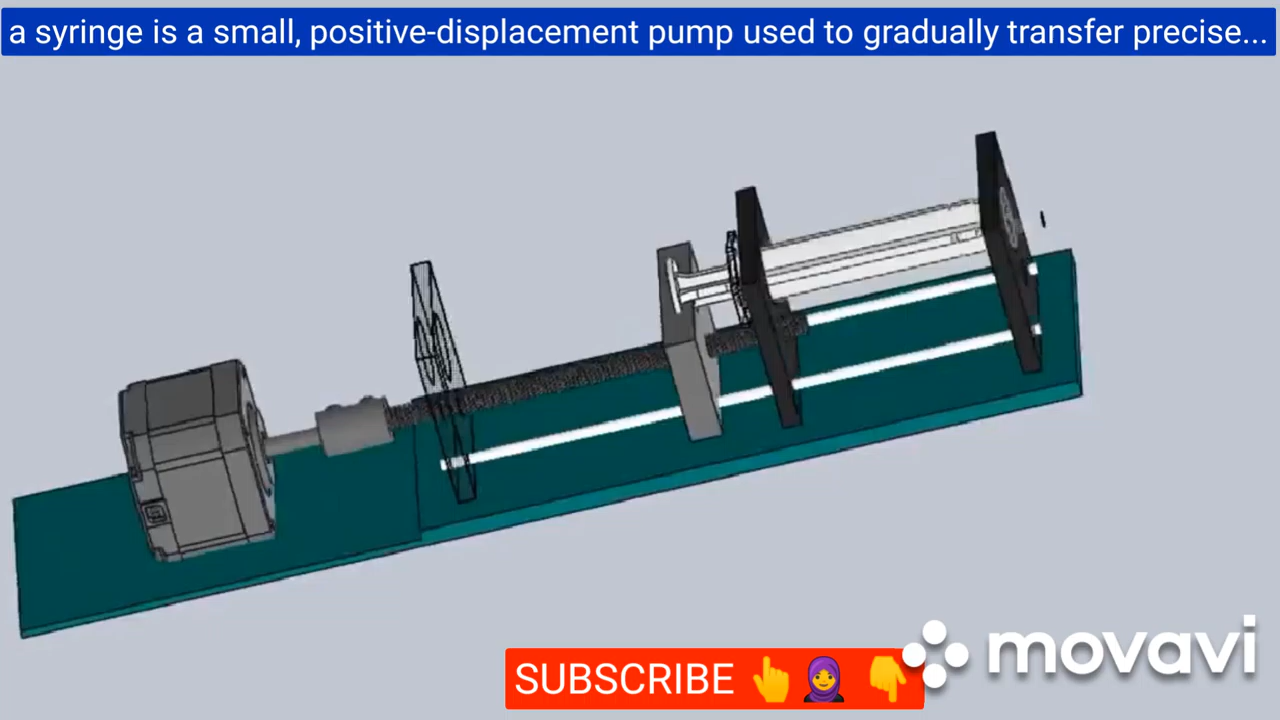 a syringe is a small, positive-displacement pump used to gradually transfer precise...
SUBSCRIBE 👆🧕👇
movavi